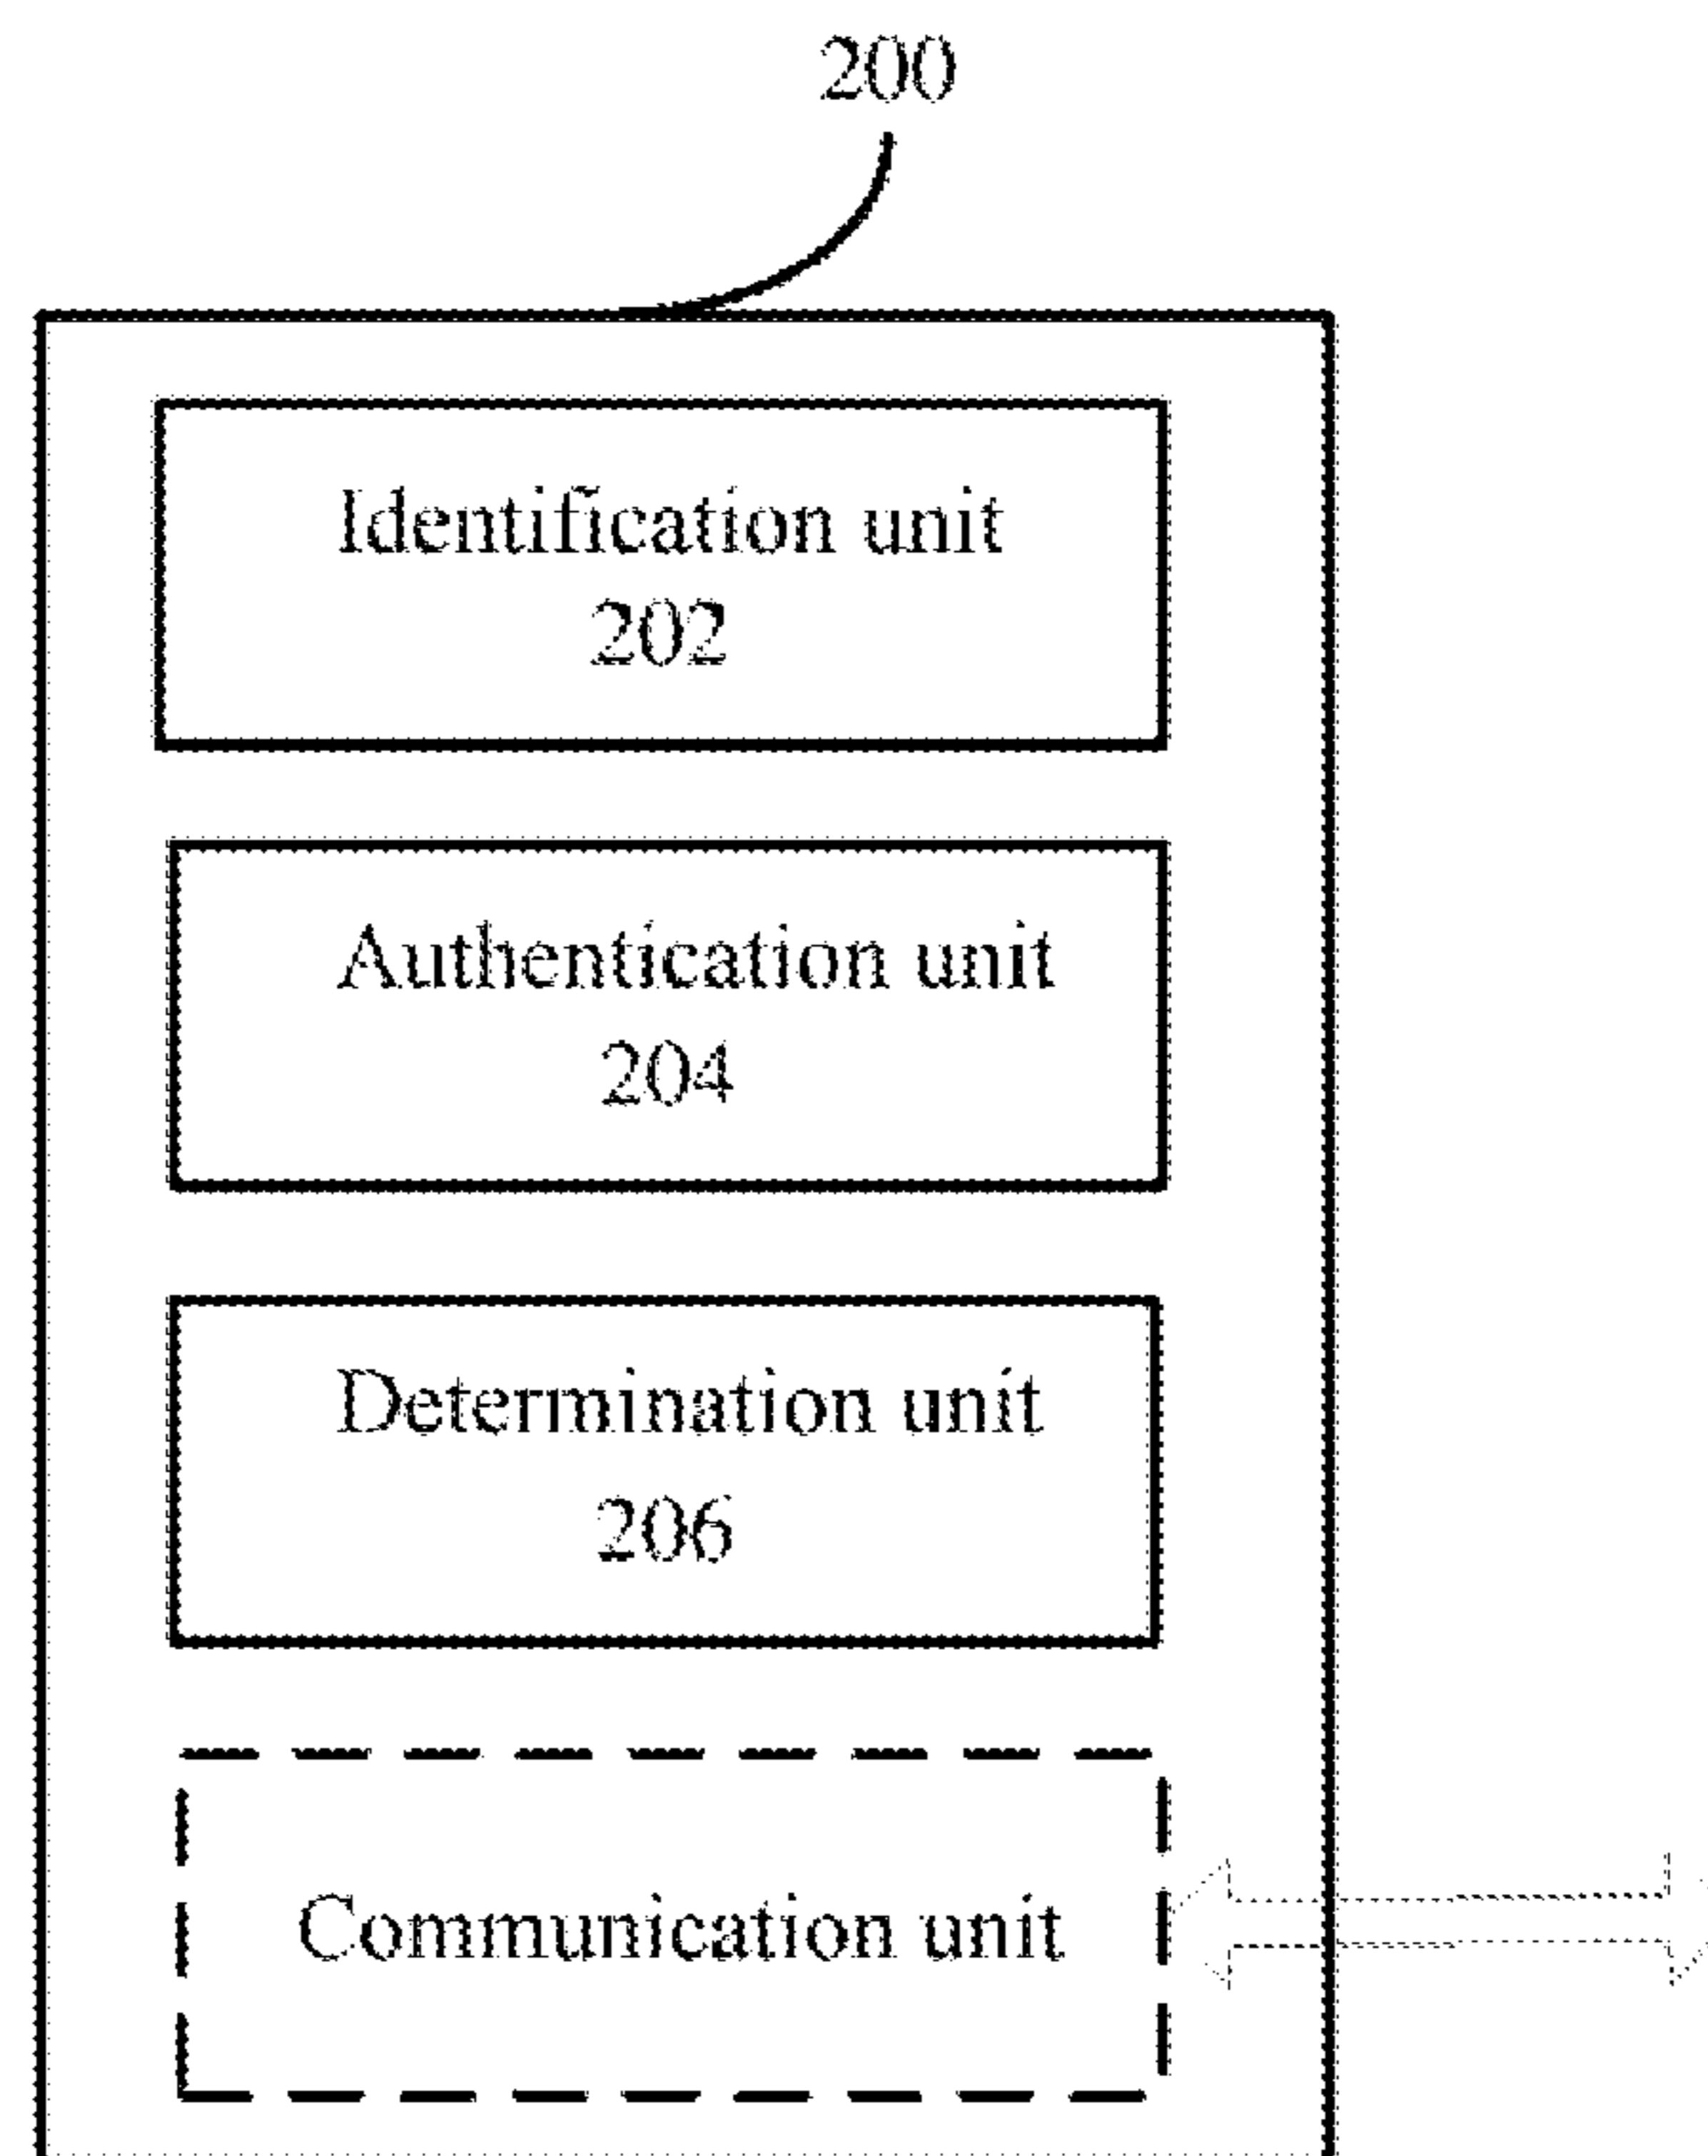 200
Identification unit
202
Authentication unit
204
Determination unit
206
Communication unit